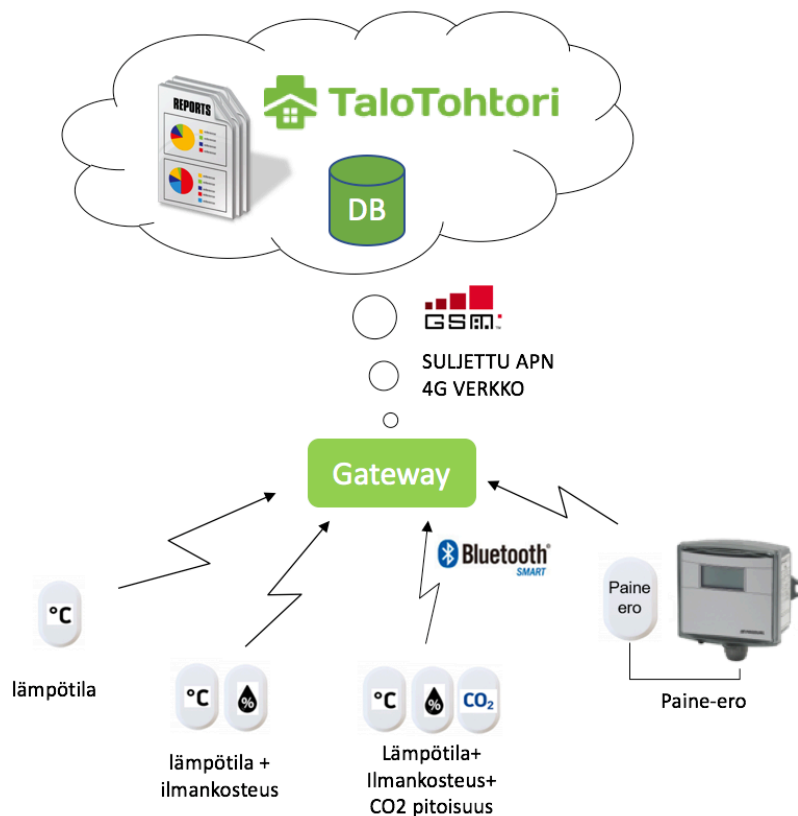 REPORTS
TaloTohtori
DB
GSM
SULJETTU APN
4G VERKKO
Gateway
Bluetooth®
SMART
°C
lämpötila
°C
%
lämpötila +
ilmankosteus
°C
%
CO₂
Lämpötila+
Ilmankosteus+
CO2 pitoisuus
Paine
ero
Paine-ero